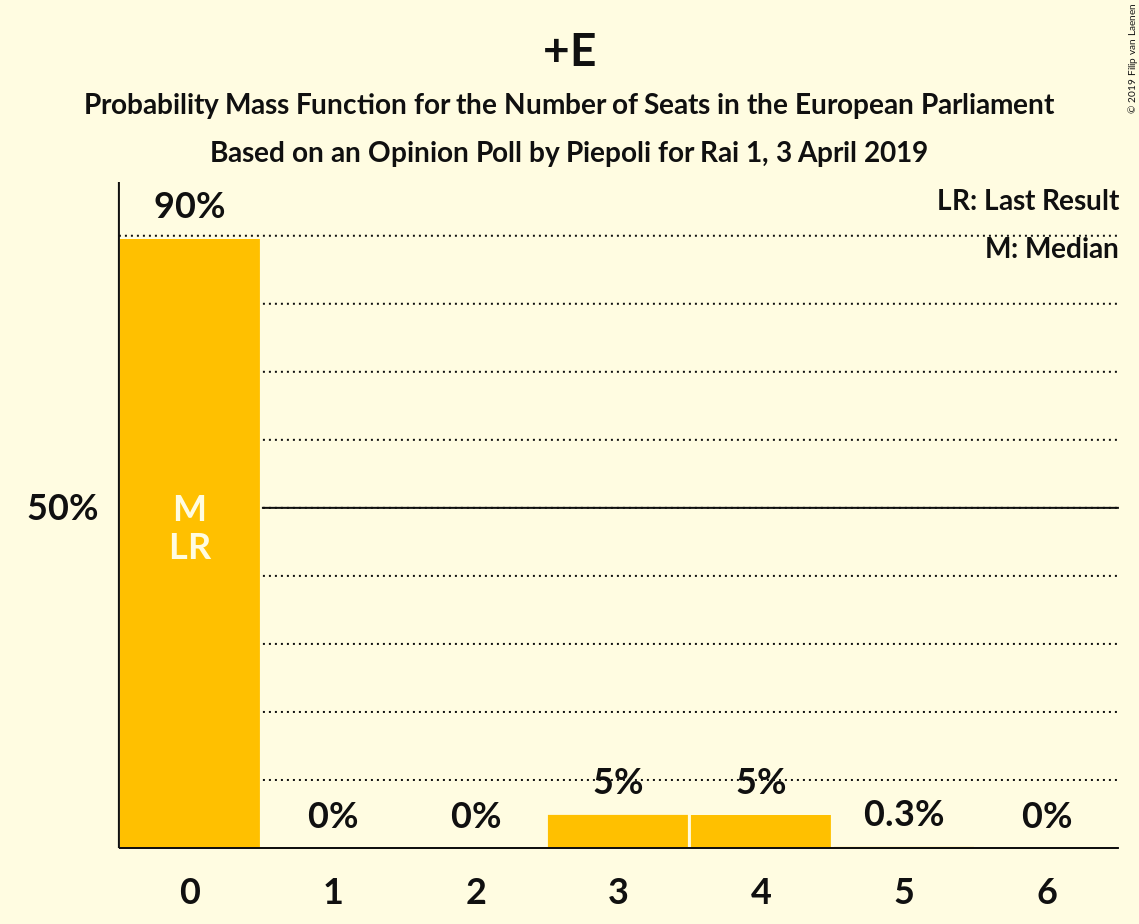 +E
Probability Mass Function for the Number of Seats in the European Parliament
Based on an Opinion Poll by Piepoli for Rai 1, 3 April 2019
© 2019 Filip van Laenen
LR: Last Result
M: Median
90%
50%
M
LR
0%
0%
5%
5%
0.3%
0%
0 1 2 3 4 5 6